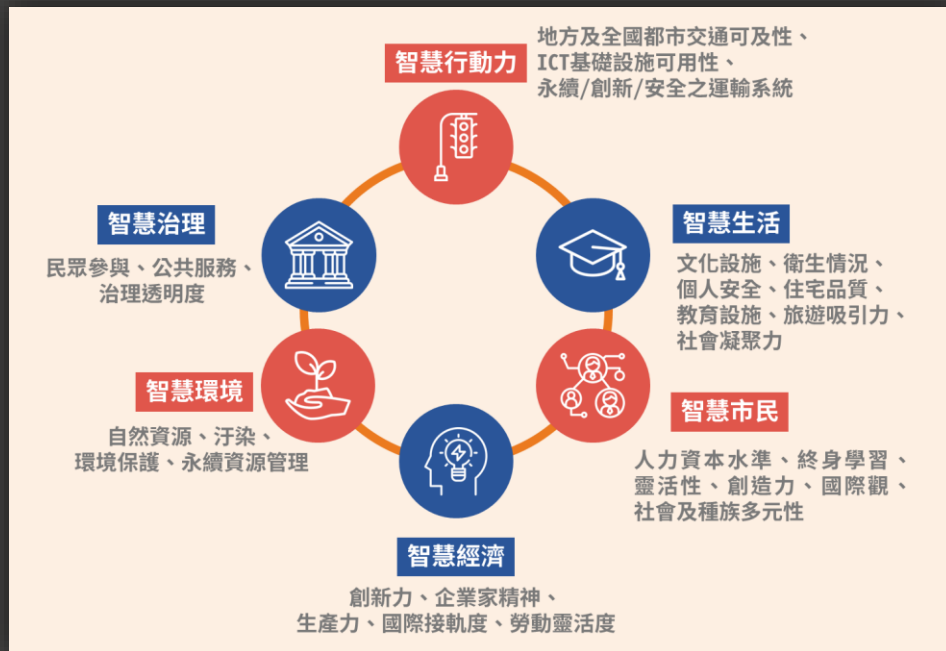 智慧行動力
地方及全國都市交通可及性、
ICT基礎設施可用性、
永續/創新/安全之運輸系統
智慧治理
民眾參與、公共服務、
治理透明度
智慧生活
文化設施、衛生情況、
個人安全、住宅品質、
教育設施、旅遊吸引力、
社會凝聚力
智慧環境
自然資源、汙染、
環境保護、永續資源管理
智慧市民
人力資本水準、終身學習、
靈活性、創造力、國際觀、
社會及種族多元性
智慧經濟
創新力、企業家精神、
生產力、國際接軌度、勞動靈活度